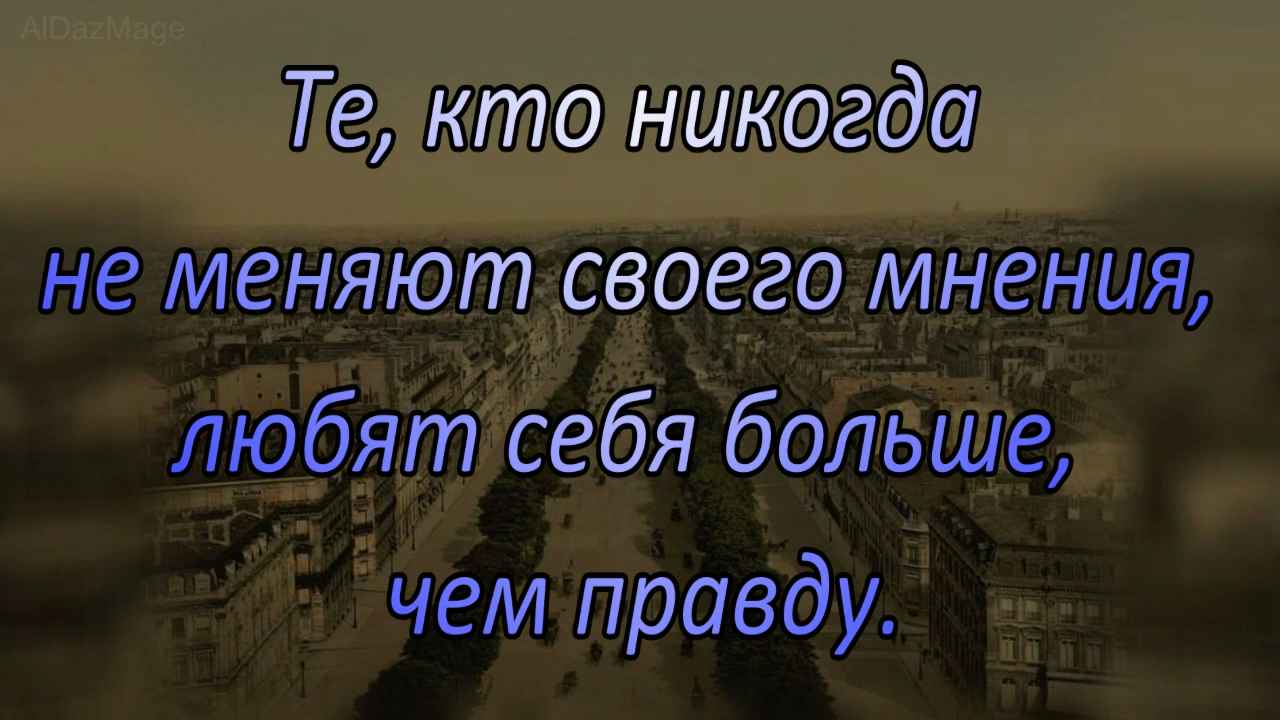 AlDazMage
Те, кто никогда
не меняют своего мнения,
любят себя больше,
чем правду.